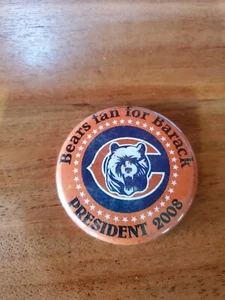 Bears fan for Barack
C
PRESIDENT 2008